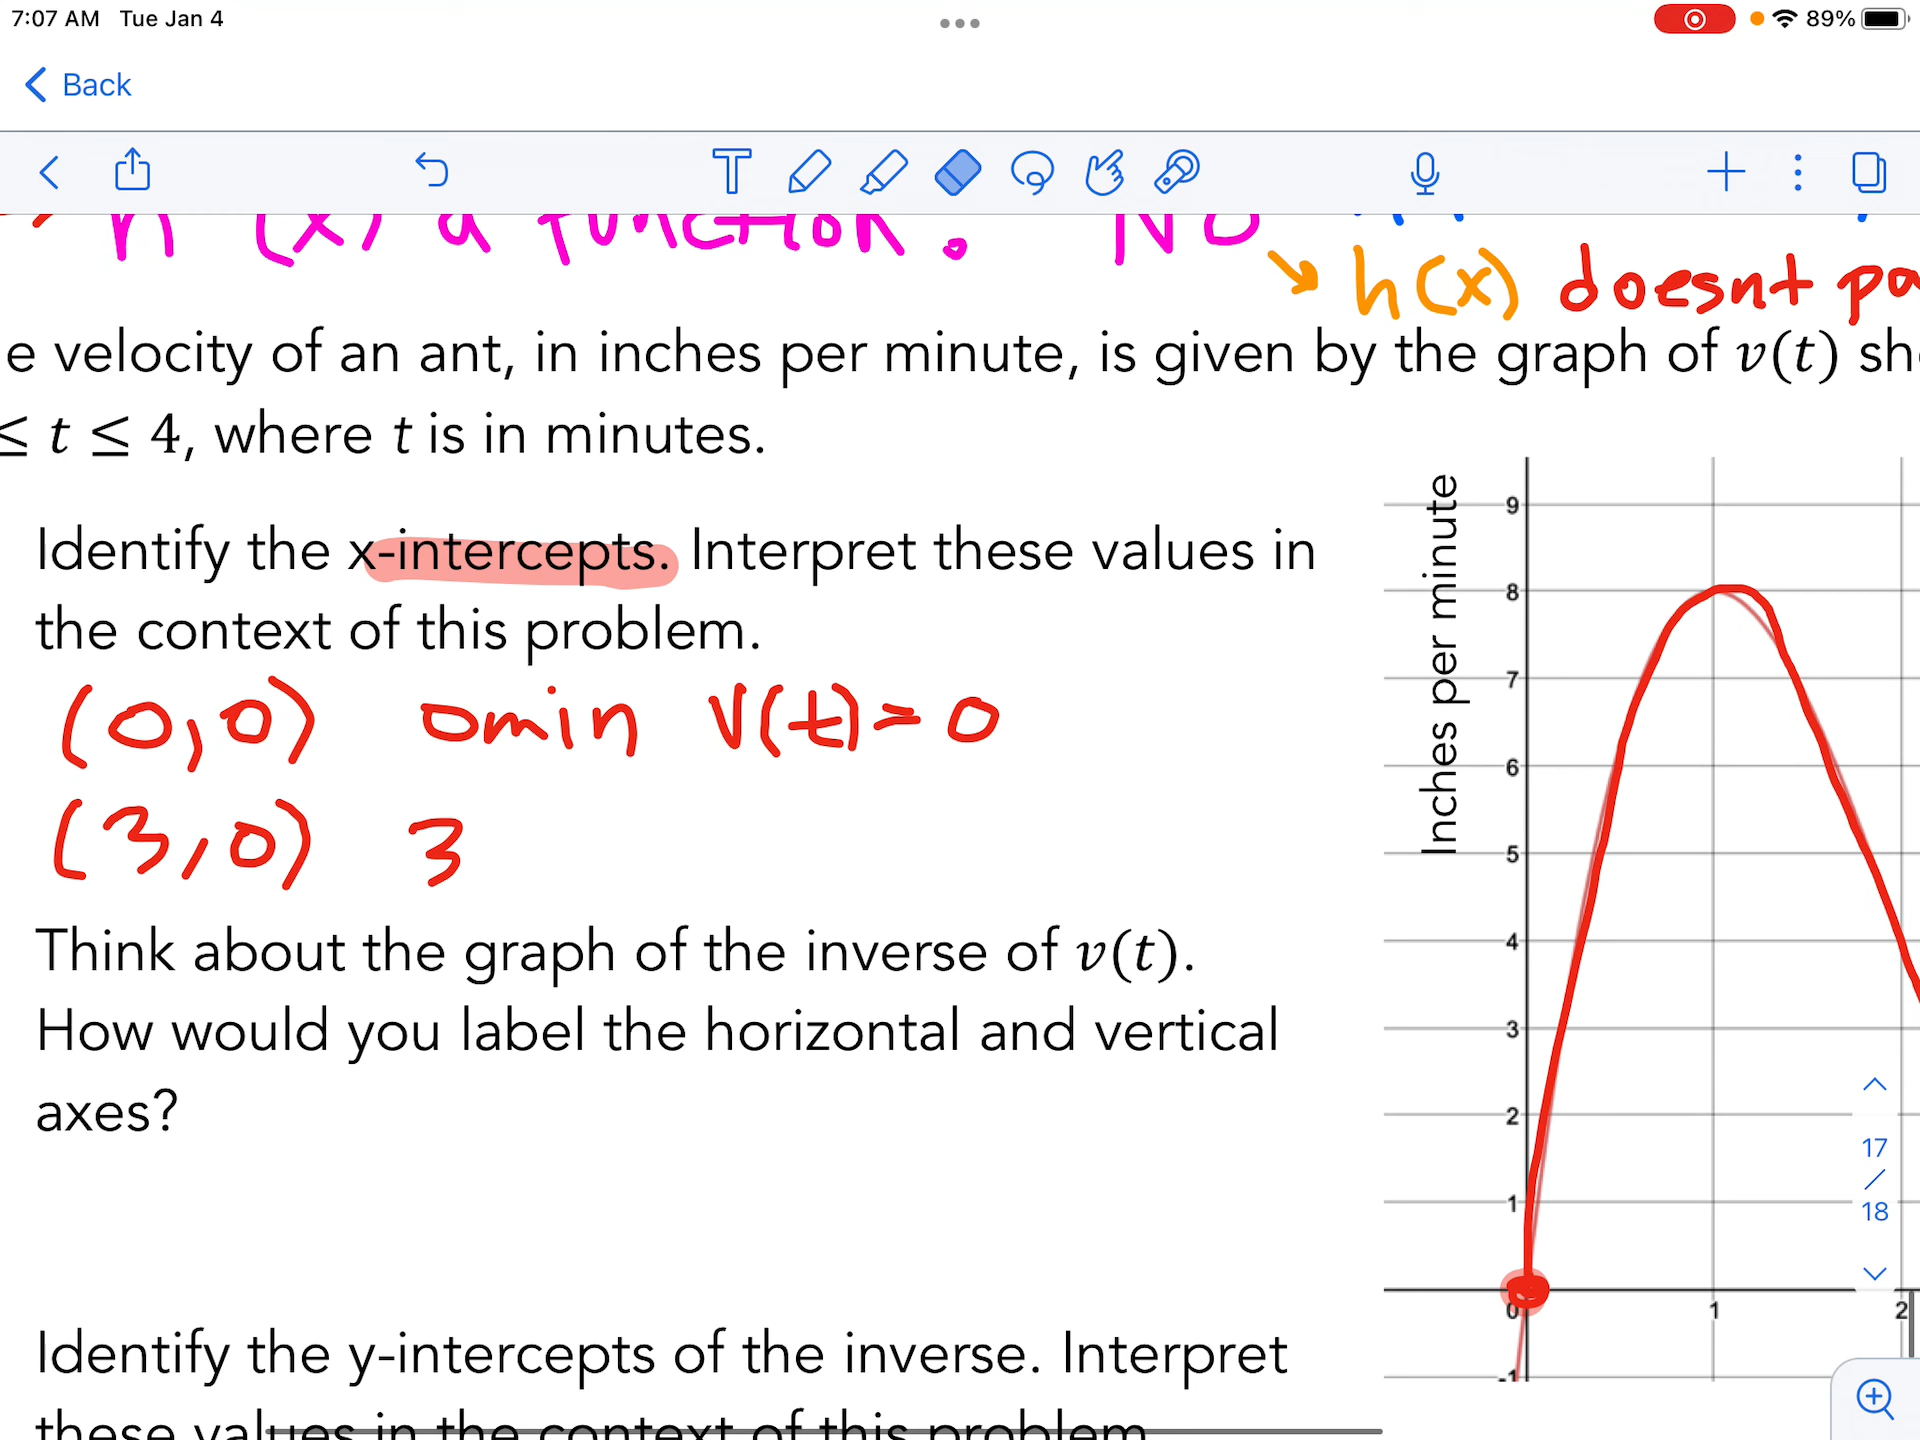 7:07 AM Tue Jan 4
89%
Back
(x) a function. No
h(x) doesnt
e velocity of an ant, in inches per minute, is given by the graph of v(t)
≤ t ≤ 4, where t is in minutes.
Identify the x-intercepts. Interpret these values in
the context of this problem.
(0,0) 0min V(t)=0
(3,0) 3
Think about the graph of the inverse of v(t).
How would you label the horizontal and vertical
axes?
Identify the y-intercepts of the inverse. Interpret
these values in the context of this problem
Inches per minute
9
8
7
6
5
4
3
2
1
0 1 2
-1
17
/
18